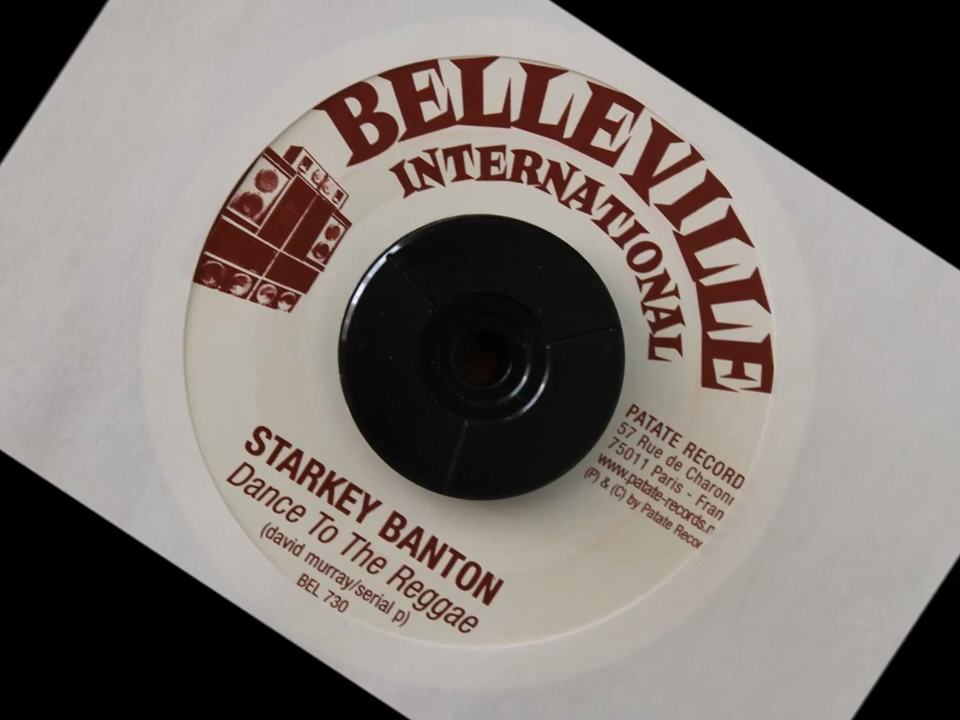 BELLEVILLE
INTERNATIONAL
PATATE RECORD
57 Rue de Charonn
75011 Paris - Fran
www.patate-records.n
(P) & (C) by Patate Recor
STARKEY BANTON
Dance To The Reggae
(david murray/serial p)
BEL 730